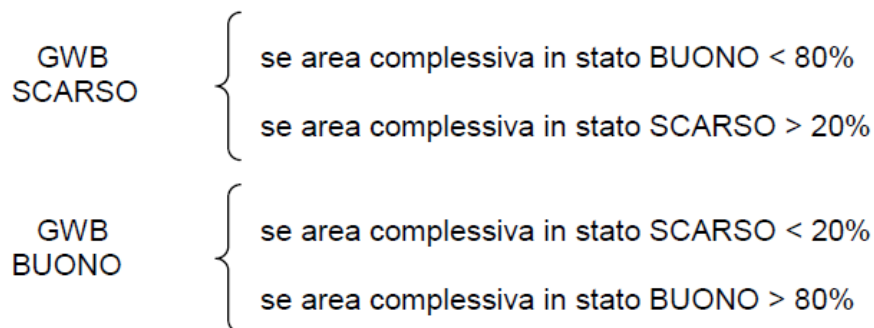 GWB
SCARSO
se area complessiva in stato BUONO < 80%
se area complessiva in stato SCARSO > 20%
GWB
BUONO
se area complessiva in stato SCARSO < 20%
se area complessiva in stato BUONO > 80%